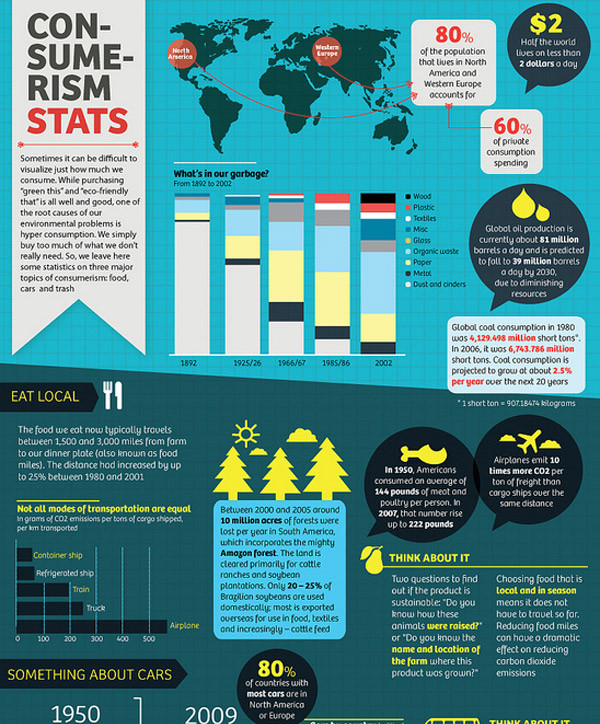 CON-
SUME-
RISM
STATS
Sometimes it can be difficult to
visualize just how much we
consume. While purchasing
"green this" and "eco-friendly
that" is all well and good, one of
the root causes of our
environmental problems is
hyper consumption. We simply
buy too much of what we don't
really need. So, we leave here
some statistics on three major
topics of consumerism: food,
cars and trash
North
America
Western
Europe
80%
of the population
that lives in North
America and
Western Europe
accounts for
$2
Half the world
lives on less than
2 dollars a day
60%
of private
consumption
spending
What's in our garbage?
From 1892 to 2002
Wood
Plastic
Textiles
Misc
Glass
Organic waste
Paper
Metal
Dust and cinders
1892
1925/26
1966/67
1985/86
2002
Global oil production is
currently about 81 million
barrels a day and is predicted
to fall to 39 million barrels
a day by 2030,
due to diminishing
resources
Global coal consumption in 1980
was 4,129.498 million short tons*.
In 2006, it was 6,743.786 million
short tons. Coal consumption is
projected to grow at about 2.5%
per year over the next 20 years
* 1 short ton = 907.18474 kilograms
EAT LOCAL
The food we eat now typically travels
between 1,500 and 3,000 miles from farm
to our dinner plate (also known as food
miles). The distance had increased by up
to 25% between 1980 and 2001
Not all modes of transportation are equal
In grams of CO2 emissions per tons of cargo shipped,
per km transported
Container ship
Refrigerated ship
Train
Truck
Airplane
0 100 200 300 400 500
Between 2000 and 2005 around
10 million acres of forests were
lost per year in South America,
which incorporates the mighty
Amazon forest. The land is
cleared primarily for cattle
ranches and soybean
plantations. Only 20 – 25% of
Brazilian soybeans are used
domestically; most is exported
overseas for use in food, textiles
and increasingly – cattle feed
In 1950, Americans
consumed an average of
144 pounds of meat and
poultry per person. In
2007, that number rise
up to 222 pounds
Airplanes emit 10
times more CO2 per
ton of freight than
cargo ships over the
same distance
THINK ABOUT IT
Two questions to find
out if the product is
sustainable: "Do you
know how these
animals were raised?"
or "Do you know the
name and location of
the farm where this
product was grown?"
Choosing food that is
local and in season
means it does not
have to travel so far.
Reducing food miles
can have a dramatic
effect on reducing
carbon dioxide
emissions
SOMETHING ABOUT CARS
80%
of countries with
most cars are in
North America
or Europe
1950
2009
THINK ABOUT IT